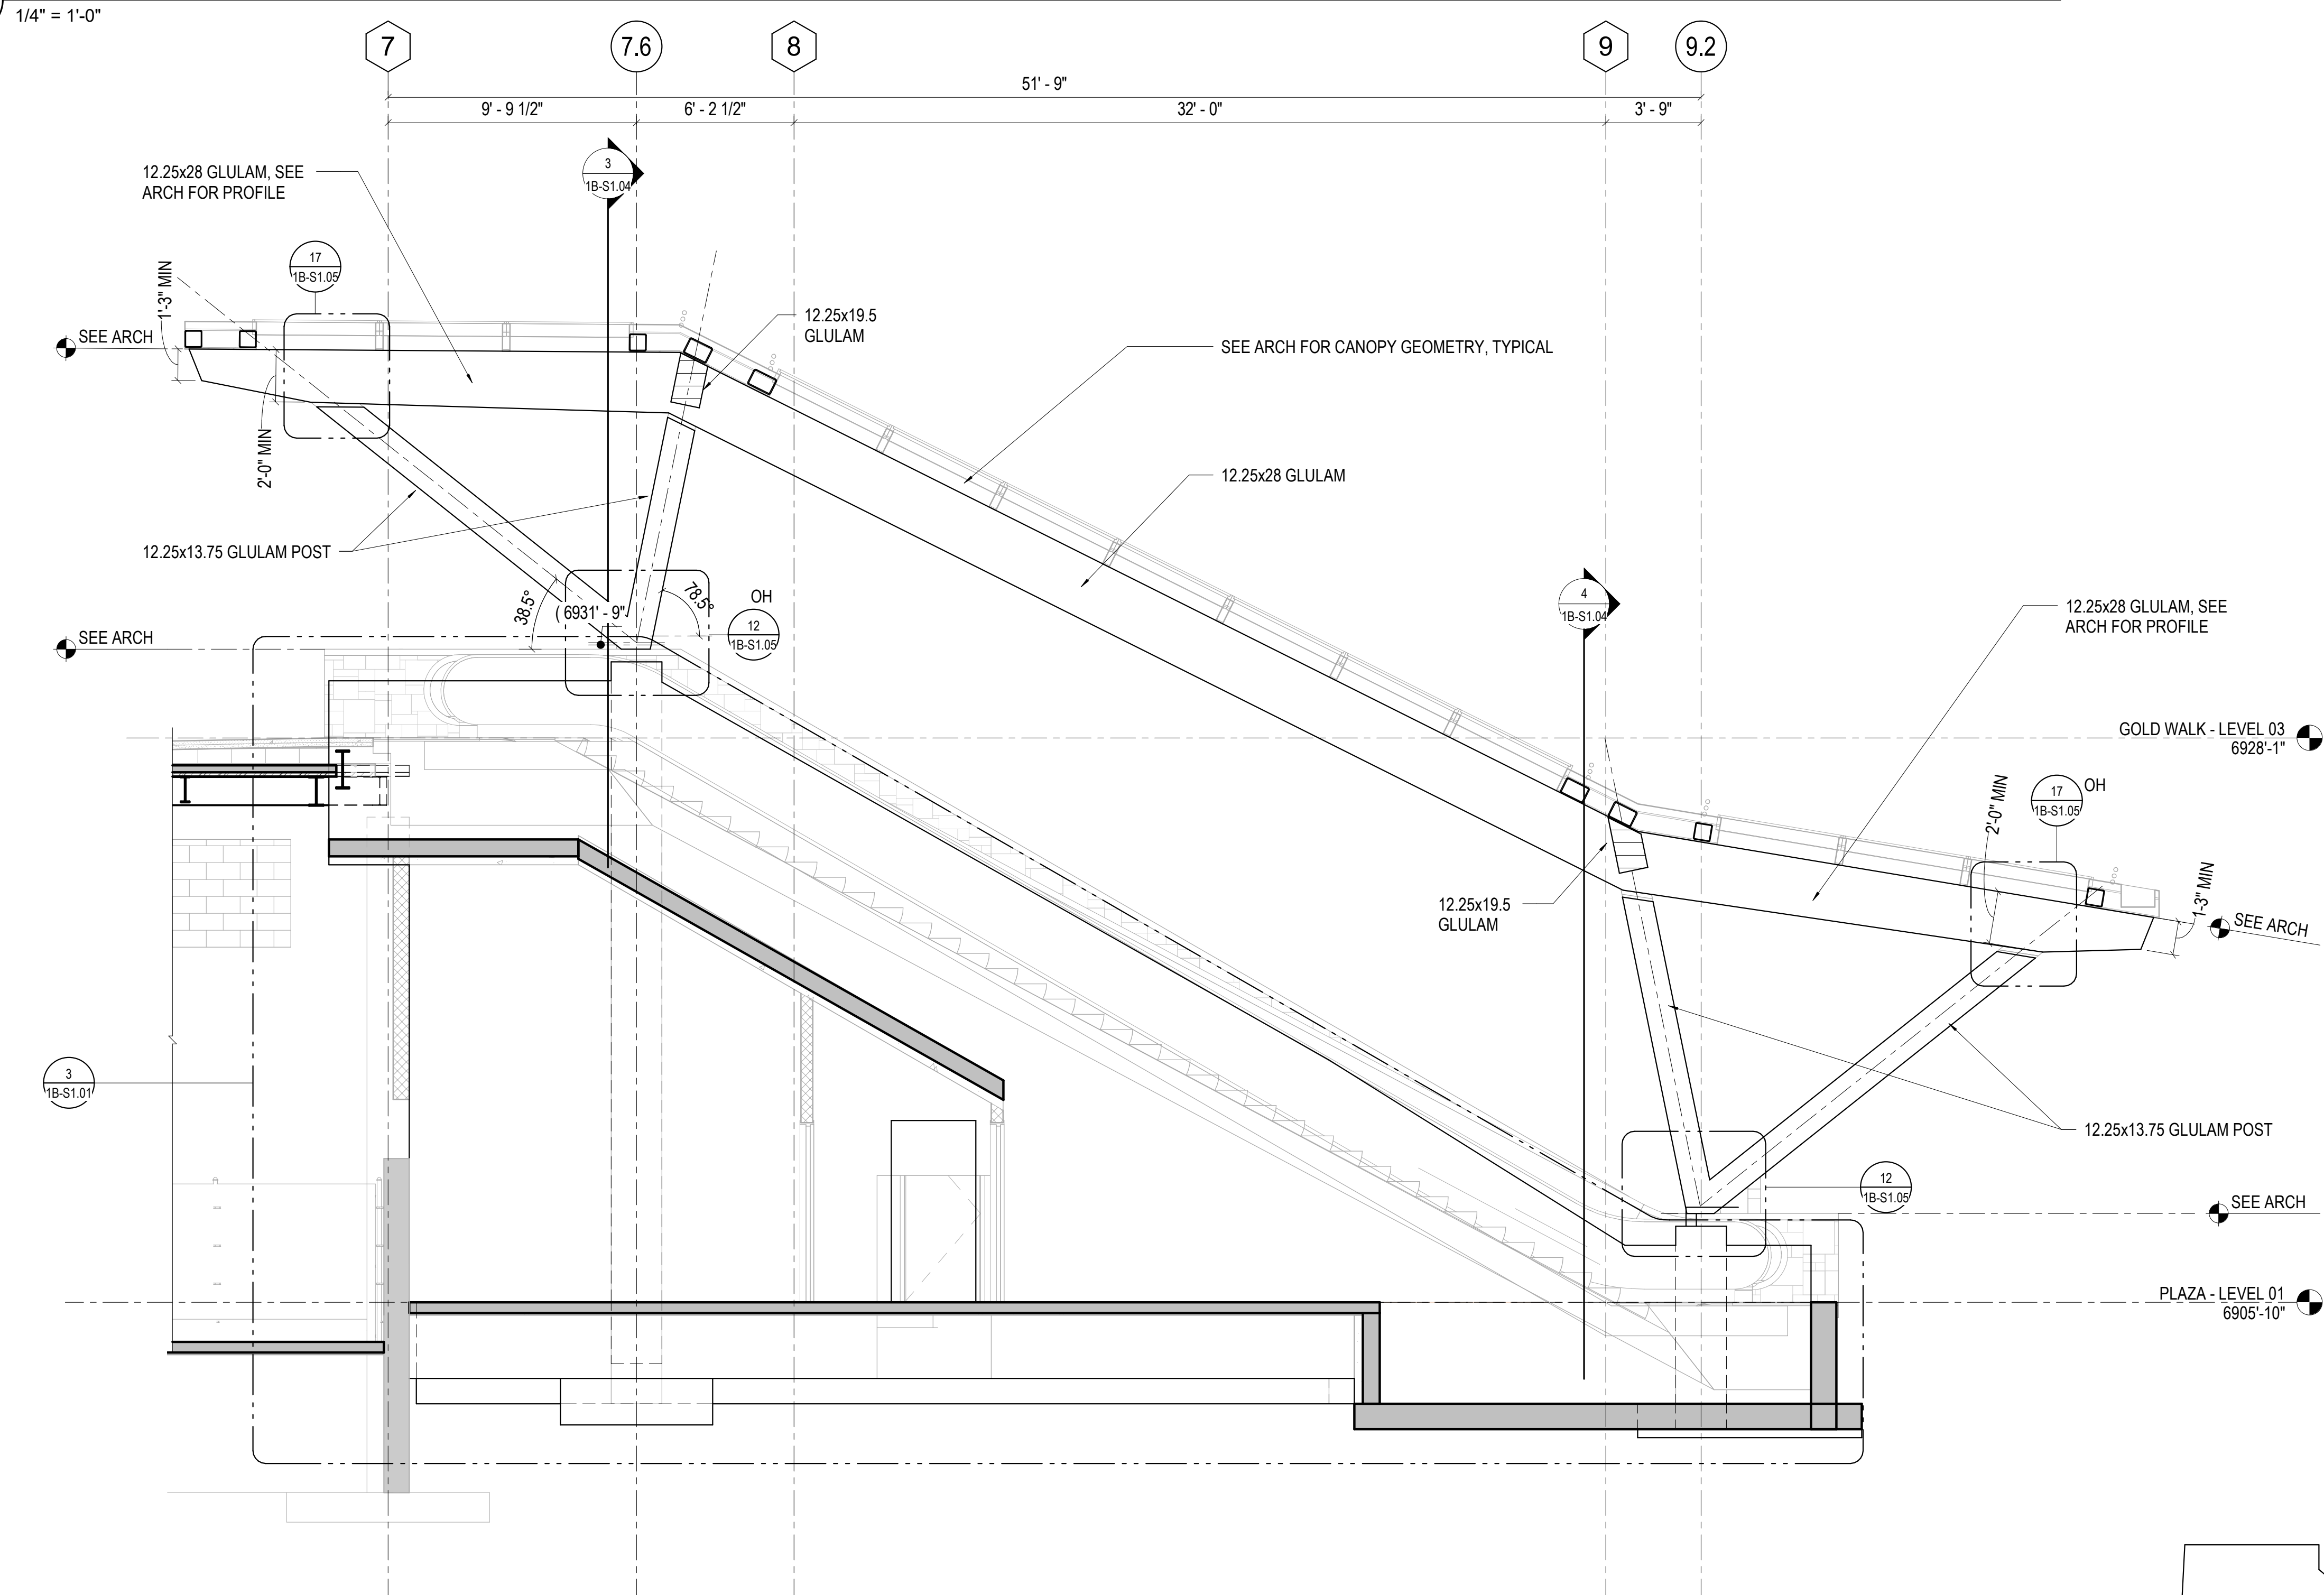 1/4" = 1'-0"
7
7.6
8
9
9.2
51' - 9"
9' - 9 1/2"
6' - 2 1/2"
32' - 0"
3' - 9"
3
1B-S1.04
12.25x28 GLULAM, SEE
ARCH FOR PROFILE
17
1B-S1.05
1'-3" MIN
SEE ARCH
12.25x19.5
GLULAM
SEE ARCH FOR CANOPY GEOMETRY, TYPICAL
2'-0" MIN
12.25x28 GLULAM
12.25x13.75 GLULAM POST
38.5°
( 6931' - 9"
78.5°
OH
12
1B-S1.05
4
1B-S1.04
12.25x28 GLULAM, SEE
ARCH FOR PROFILE
SEE ARCH
GOLD WALK - LEVEL 03
6928'-1"
2'-0" MIN
17
1B-S1.05
OH
12.25x19.5
GLULAM
1-3" MIN
SEE ARCH
3
1B-S1.01
12.25x13.75 GLULAM POST
12
1B-S1.05
SEE ARCH
PLAZA - LEVEL 01
6905'-10"